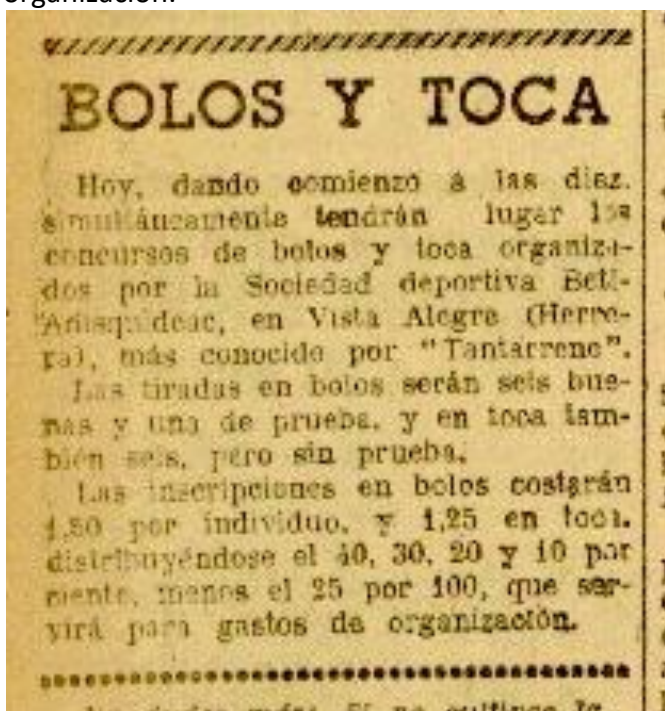 organización.
BOLOS Y TOCA
Hoy, dando comienzo a las diez,
simultáneamente tendrán lugar los
concursos de bolos y toca organiza-
dos por la Sociedad deportiva Beti-
en Vista Alegre (Herre-
ra), más conocido por "Tantarrene".
Las tiradas en bolos serán seis bue-
nas y una de prueba, y en toca tam-
bién seis, pero sin prueba.
Las inscripciones en bolos costarán
1,50 por individuo, y 1,25 en toca,
distribuyéndose el 40, 30, 20 y 10 por
menos el 25 por 100, que ser-
virá para gastos de organización.